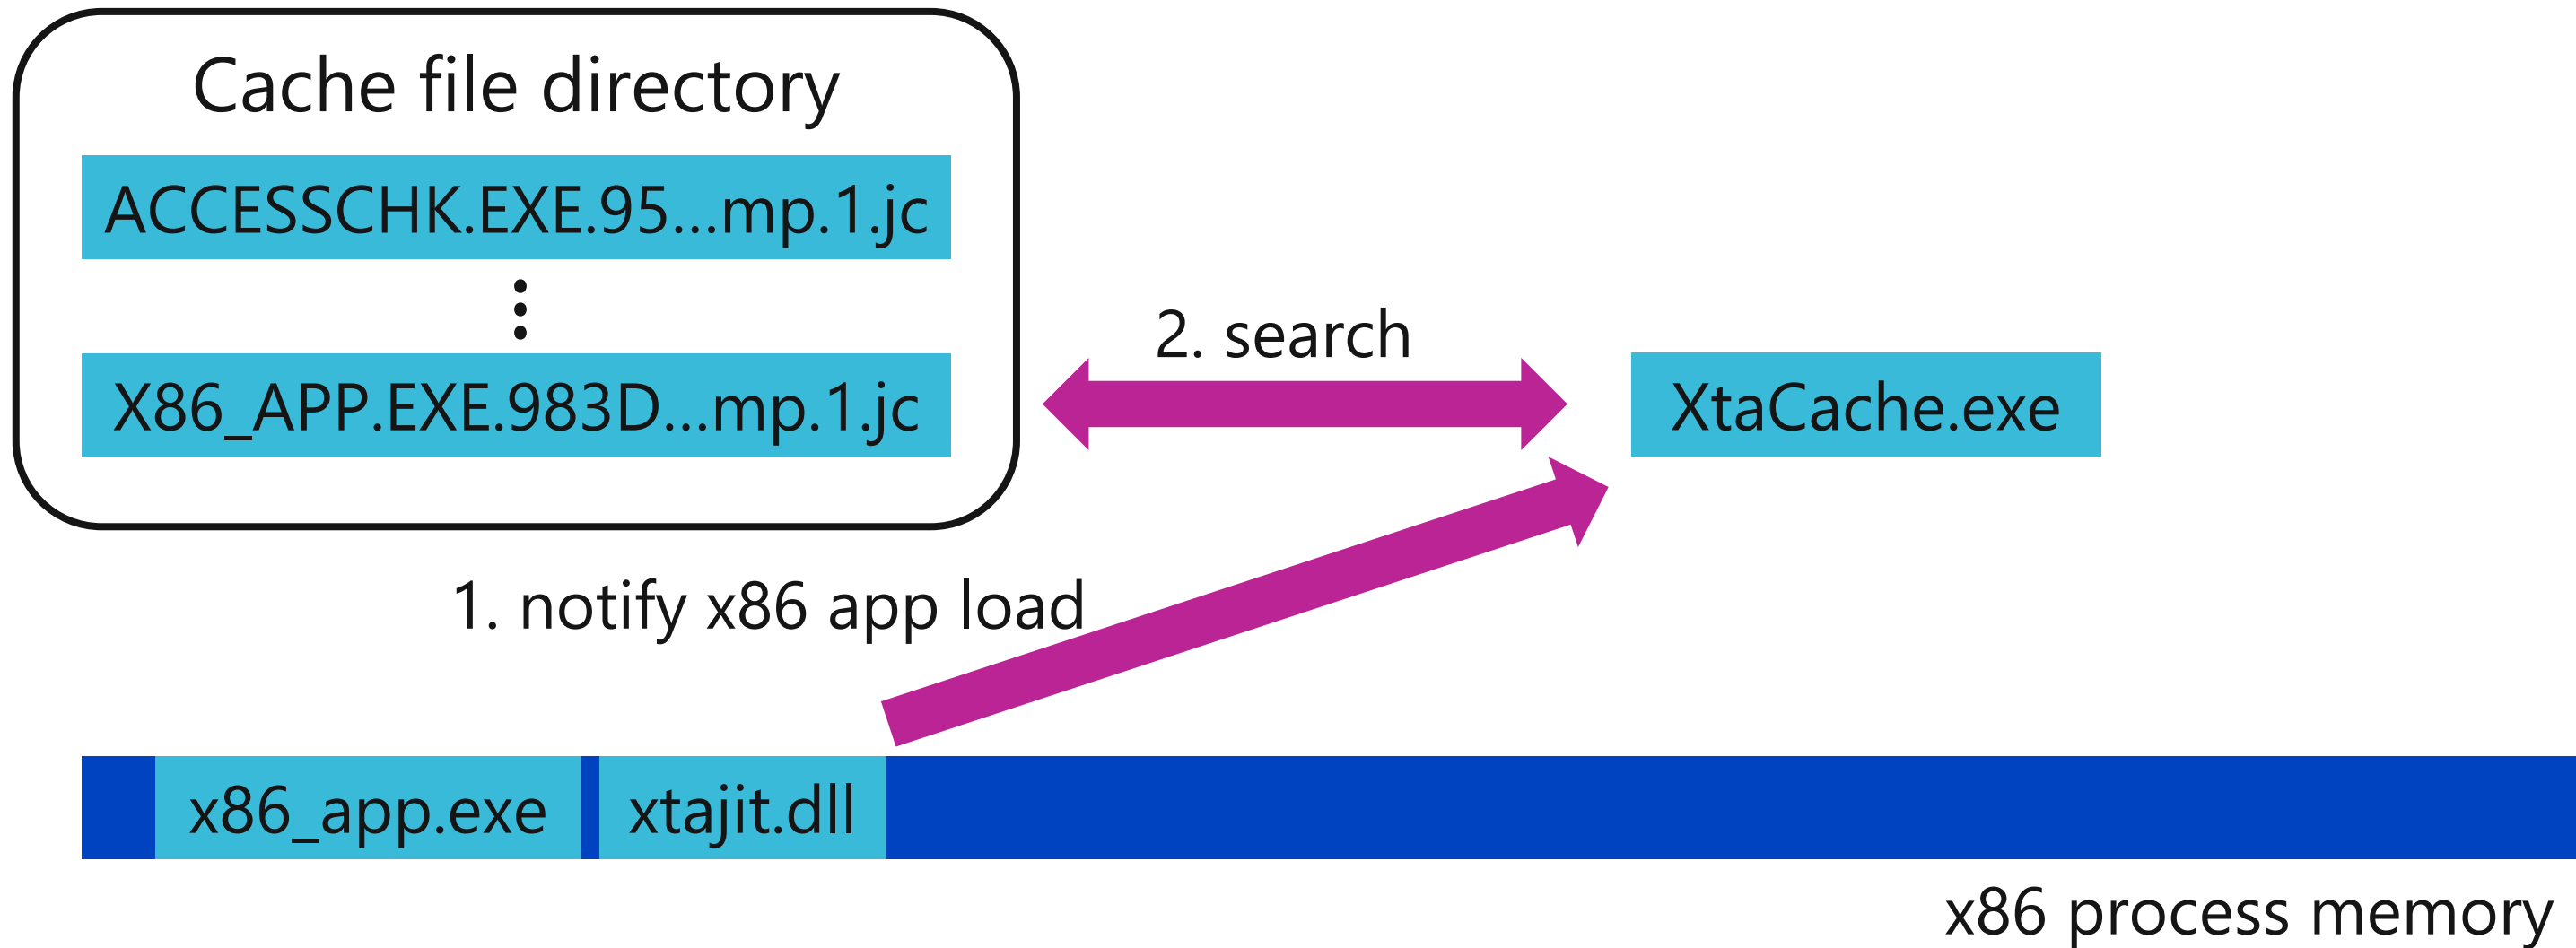 Cache file directory
ACCESSCHK.EXE.95...mp.1.jc
X86_APP.EXE.983D...mp.1.jc
2. search
XtaCache.exe
1. notify x86 app load
x86_app.exe
xtajit.dll
x86 process memory